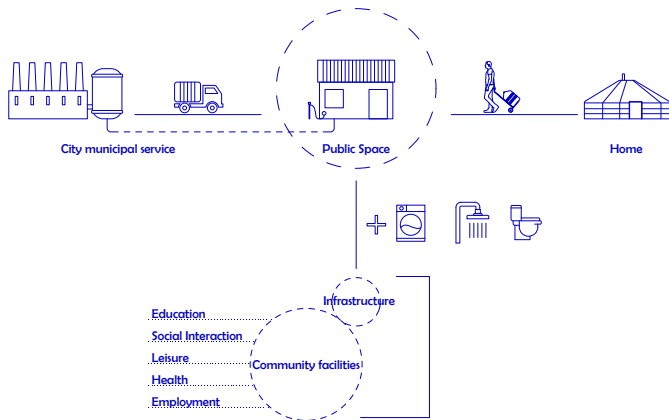 City municipal service
Public Space
Home
Infrastructure
Education
Social Interaction
Leisure
Community facilities
Health
Employment